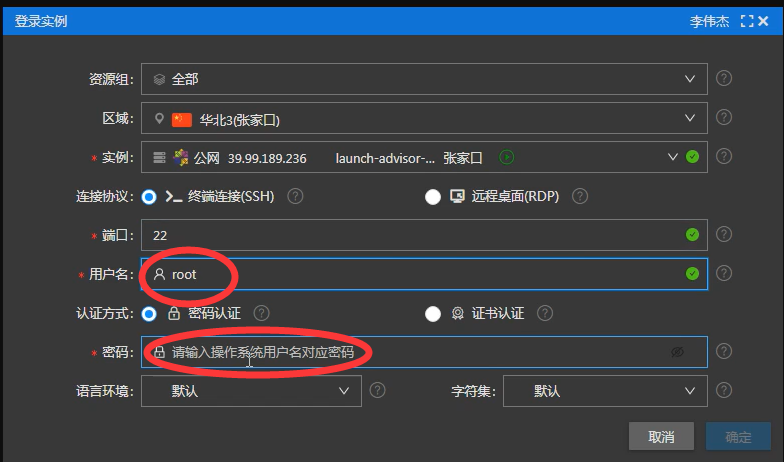 登录实例 李伟杰
资源组: 全部
区域: 华北3(张家口)
* 实例: 公网 39.99.189.236 launch-advisor-... 张家口
连接协议: 终端连接(SSH) 远程桌面(RDP)
* 端口: 22
* 用户名: root
认证方式: 密码认证 证书认证
* 密码: 请输入操作系统用户名对应密码
语言环境: 默认 字符集: 默认
取消 确定